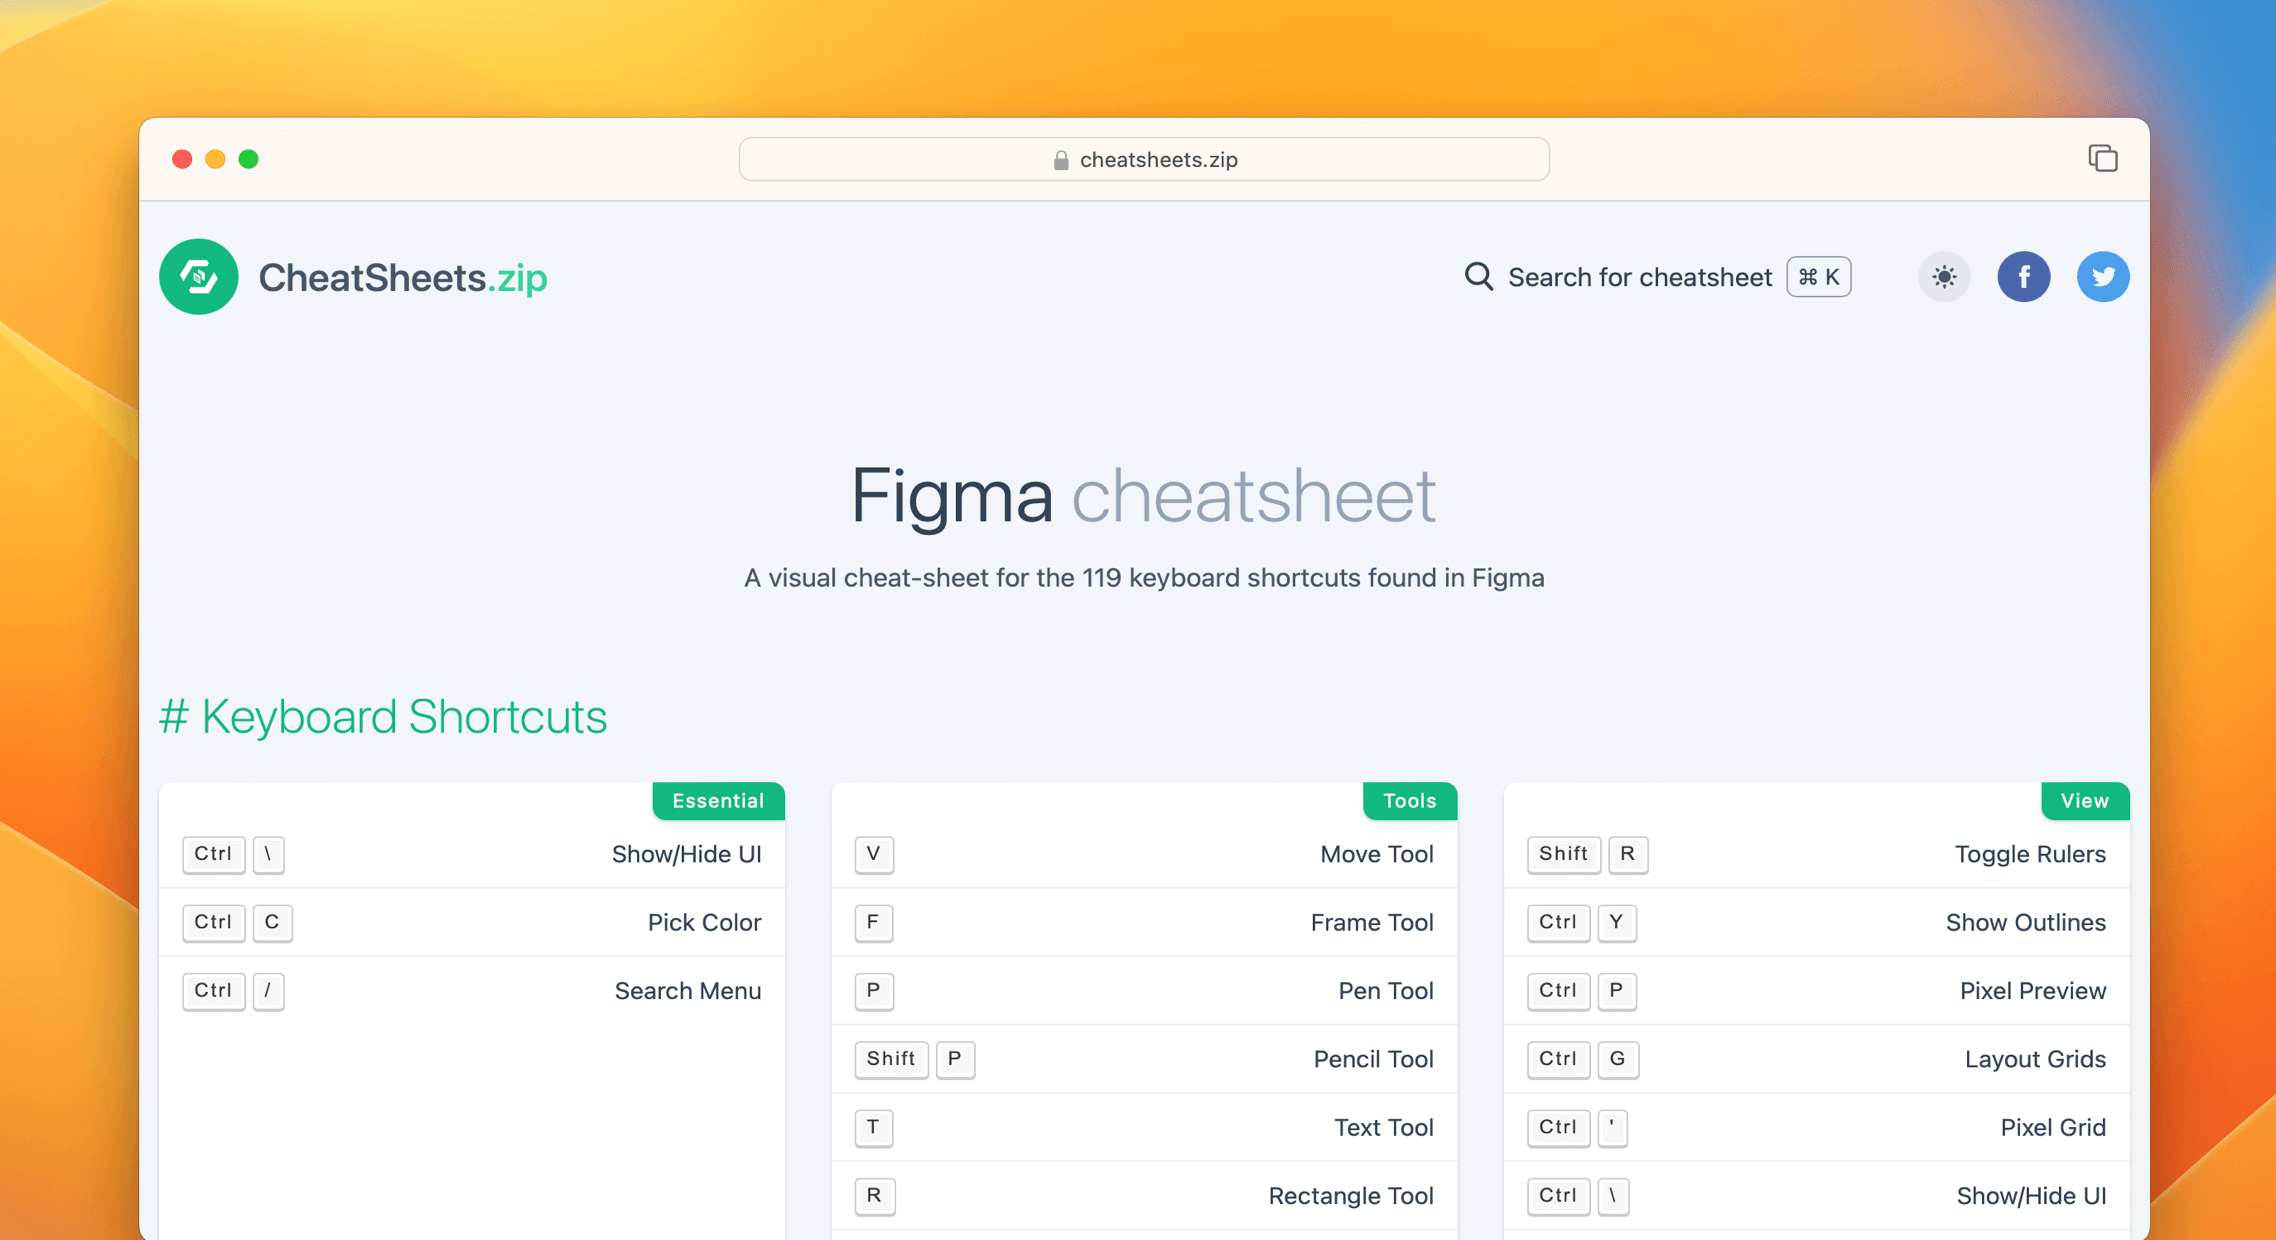 cheatsheets.zip
CheatSheets.zip
Search for cheatsheet ⌘ K
f
Figma cheatsheet
A visual cheat-sheet for the 119 keyboard shortcuts found in Figma
# Keyboard Shortcuts
Essential
Ctrl \ Show/Hide UI
Ctrl C Pick Color
Ctrl / Search Menu
Tools
V Move Tool
F Frame Tool
P Pen Tool
Shift P Pencil Tool
T Text Tool
R Rectangle Tool
View
Shift R Toggle Rulers
Ctrl Y Show Outlines
Ctrl P Pixel Preview
Ctrl G Layout Grids
Ctrl ' Pixel Grid
Ctrl \ Show/Hide UI